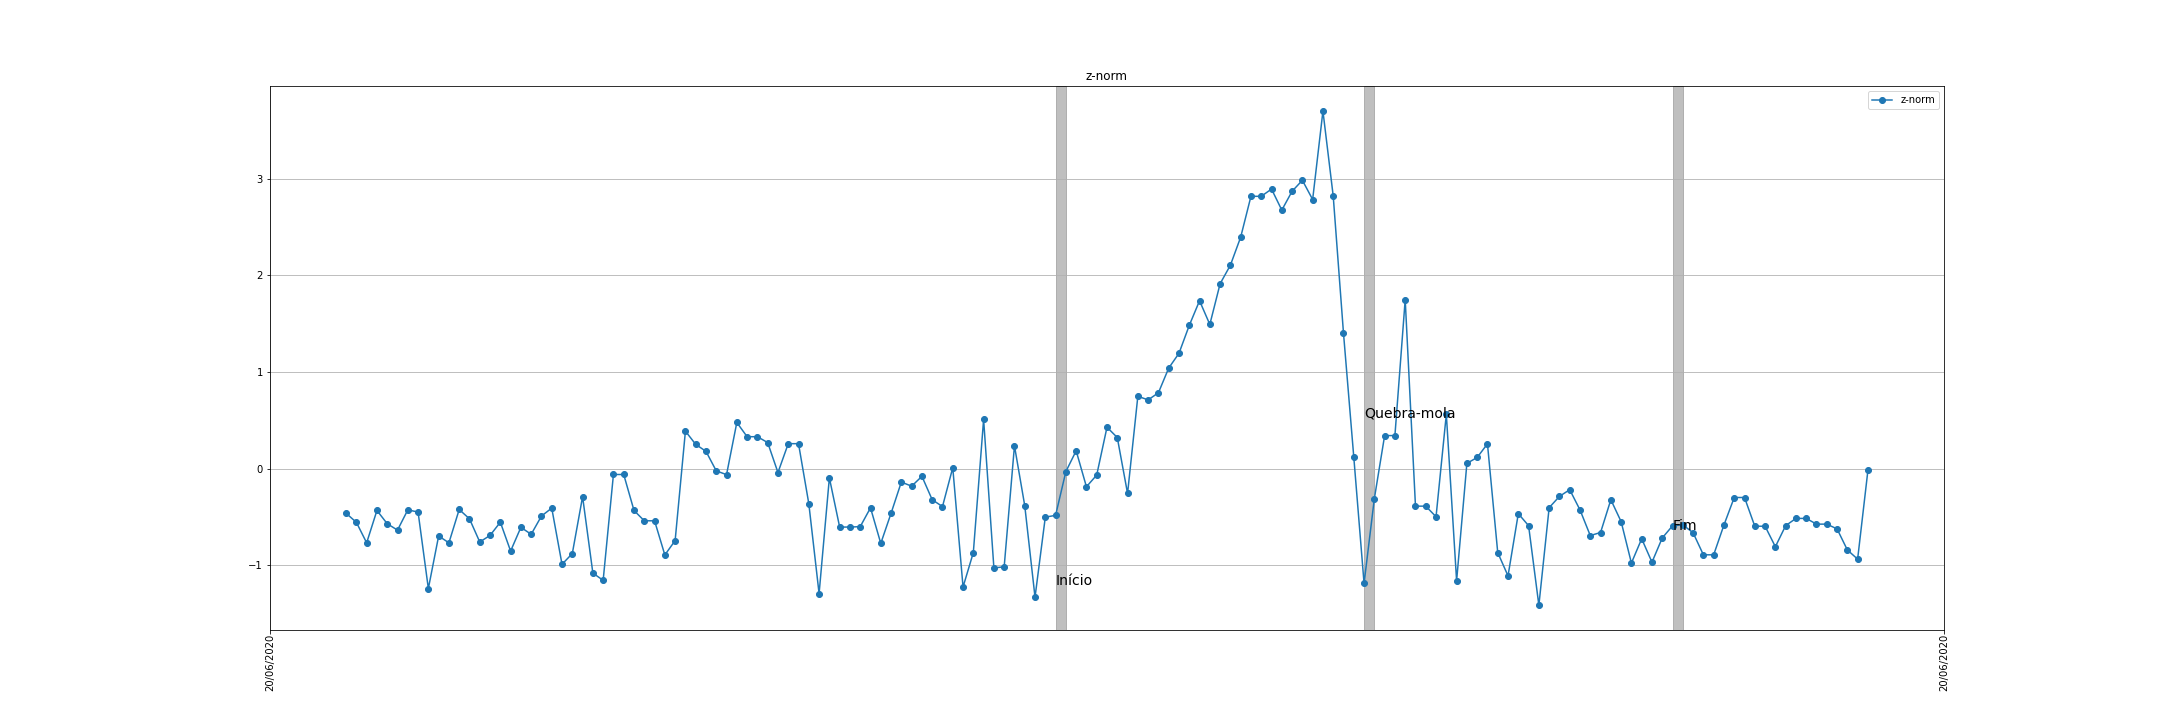 z-norm
z-norm
3
2
1
0
−1
Quebra-mola
Fim
Início
20/06/2020
20/06/2020